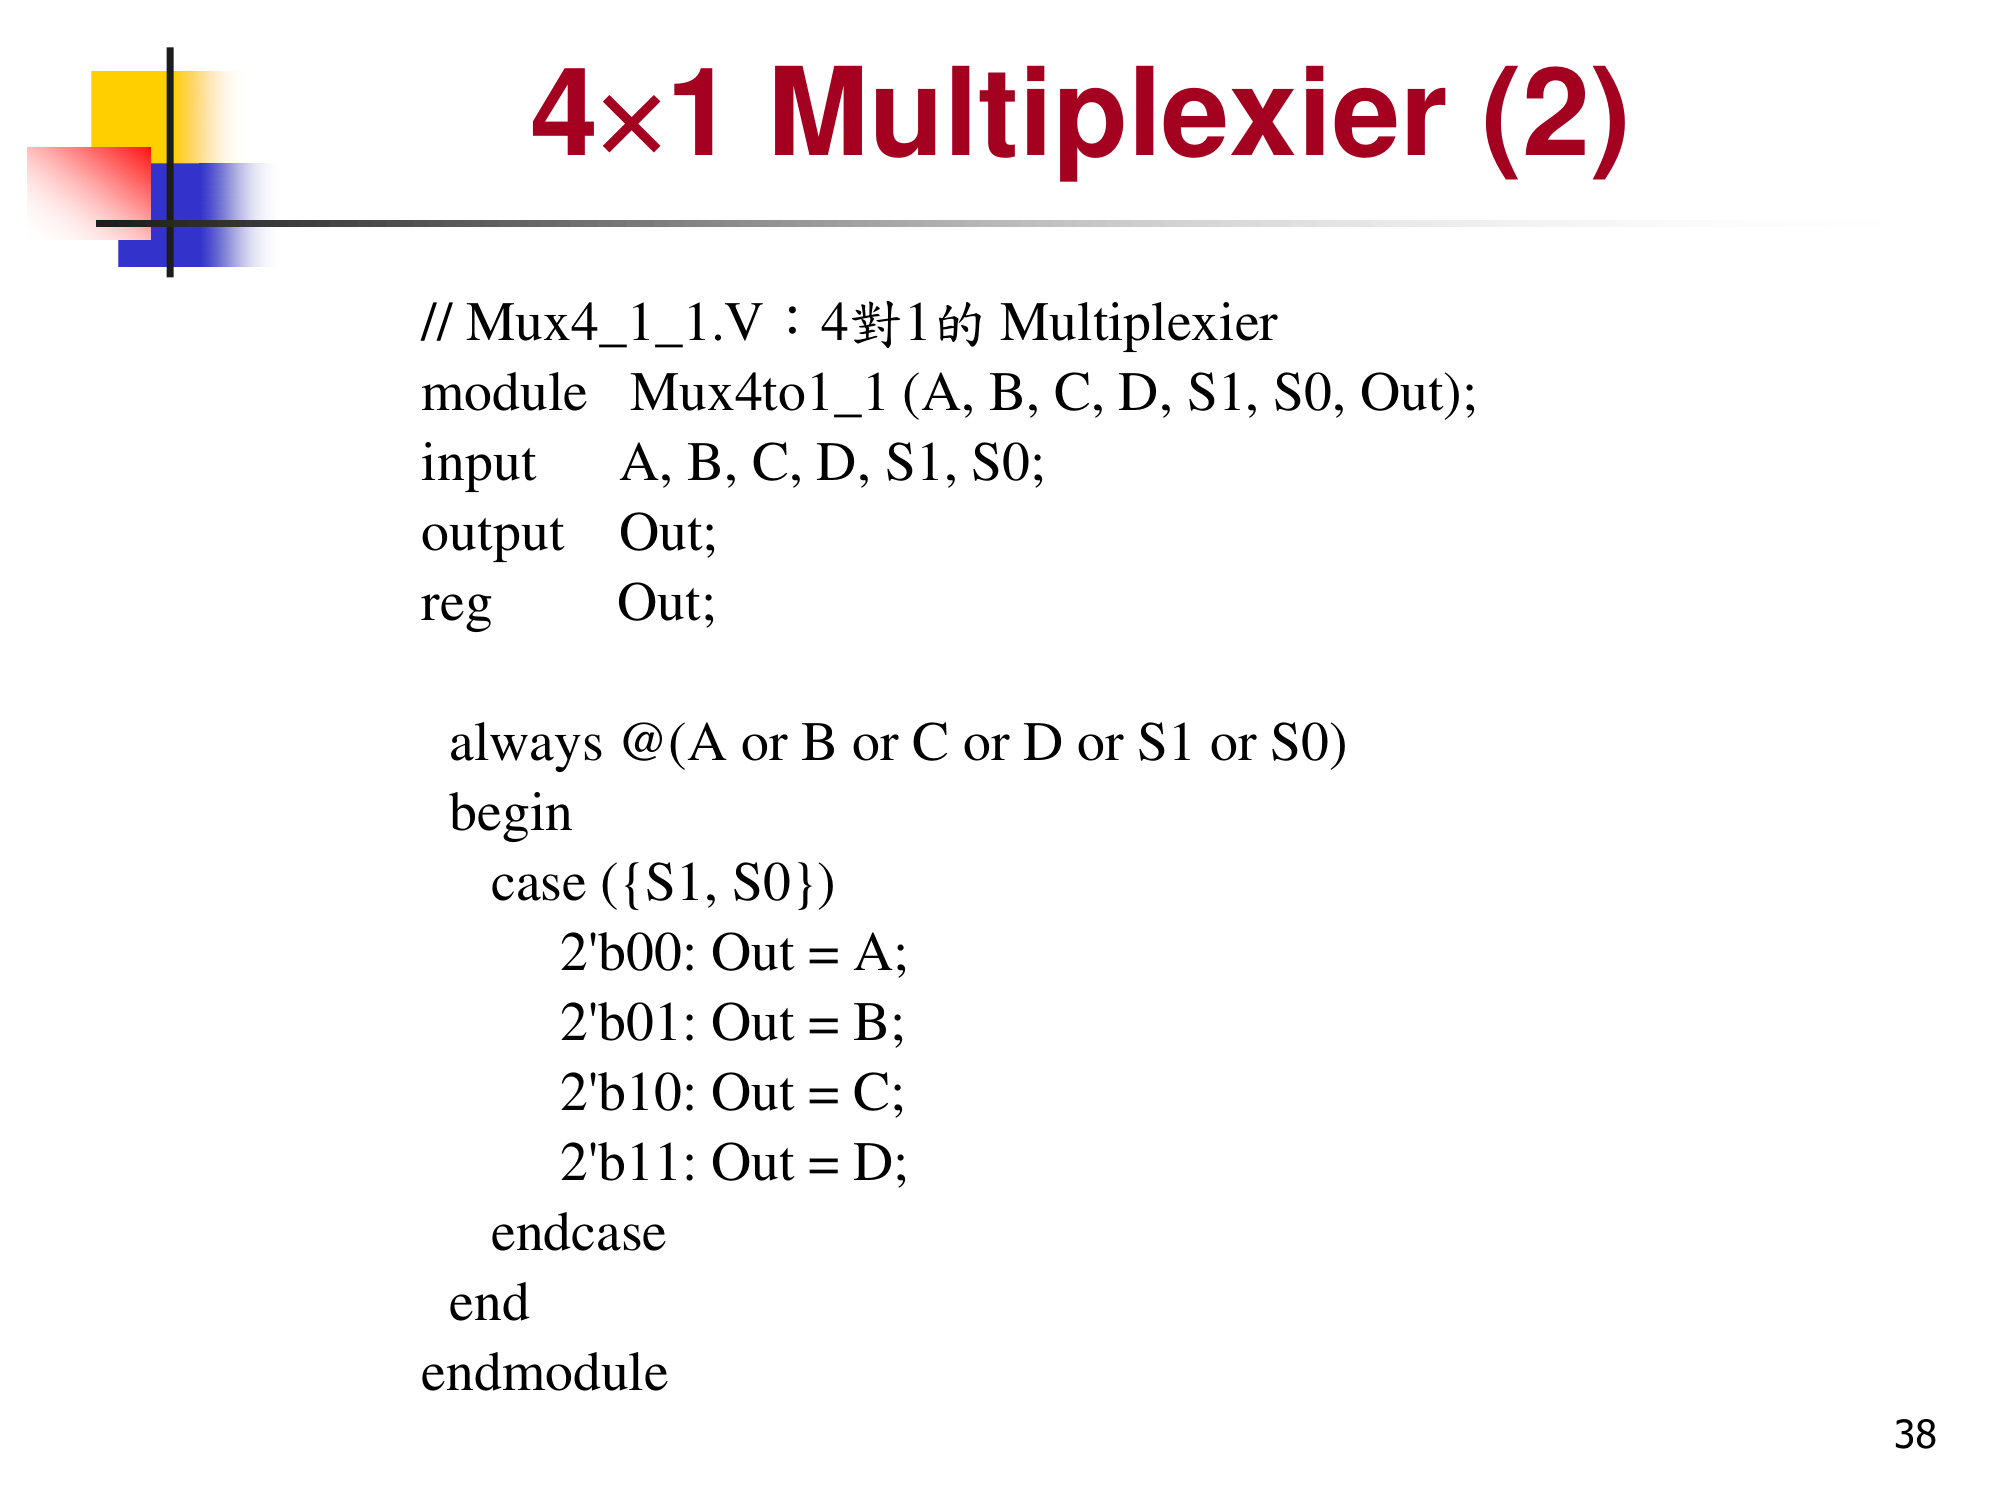 4×1 Multiplexier (2)
// Mux4_1_1.V：4對1的 Multiplexier
module Mux4to1_1 (A, B, C, D, S1, S0, Out);
input A, B, C, D, S1, S0;
output Out;
reg Out;
always @(A or B or C or D or S1 or S0)
begin
case ({S1, S0})
2'b00: Out = A;
2'b01: Out = B;
2'b10: Out = C;
2'b11: Out = D;
endcase
end
endmodule
38